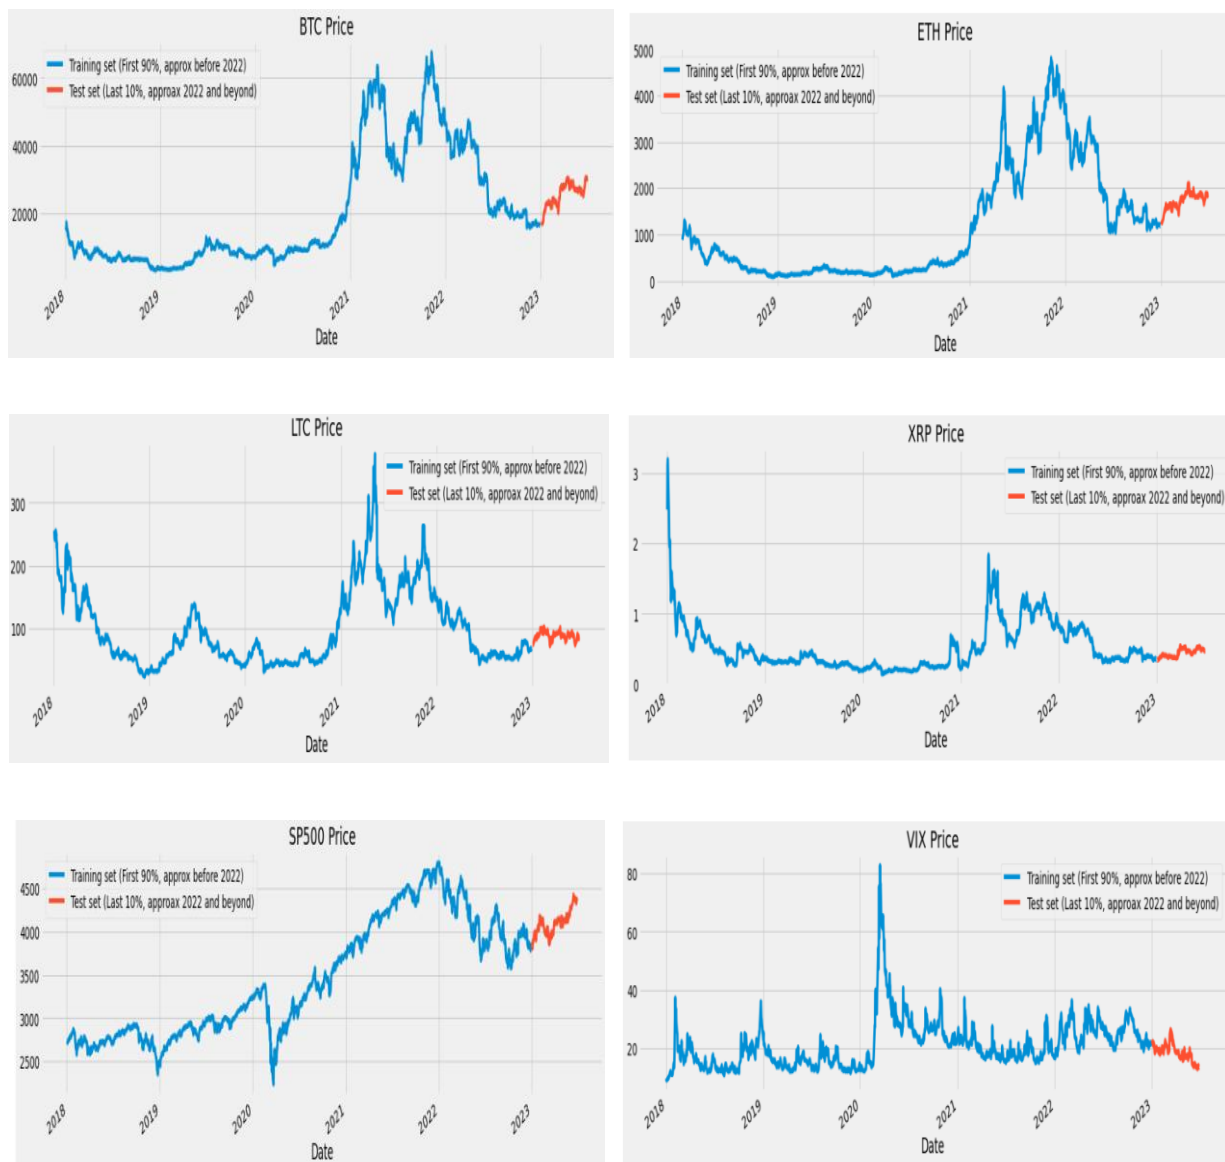 BTC Price
Training set (First 90%, approx before 2022)
Test set (Last 10%, approax 2022 and beyond)
60000
40000
20000
2018
2019
2020
2021
2022
2023
Date
ETH Price
Training set (First 90%, approx before 2022)
Test set (Last 10%, approax 2022 and beyond)
5000
4000
3000
2000
1000
0
2018
2019
2020
2021
2022
2023
Date
LTC Price
Training set (First 90%, approx before 2022)
Test set (Last 10%, approax 2022 and beyond)
300
200
100
2018
2019
2020
2021
2022
2023
Date
XRP Price
Training set (First 90%, approx before 2022)
Test set (Last 10%, approax 2022 and beyond)
3
2
1
0
2018
2019
2020
2021
2022
2023
Date
SP500 Price
Training set (First 90%, approx before 2022)
Test set (Last 10%, approax 2022 and beyond)
4500
4000
3500
3000
2500
2018
2019
2020
2021
2022
2023
Date
VIX Price
Training set (First 90%, approx before 2022)
Test set (Last 10%, approax 2022 and beyond)
80
60
40
20
2018
2019
2020
2021
2022
2023
Date